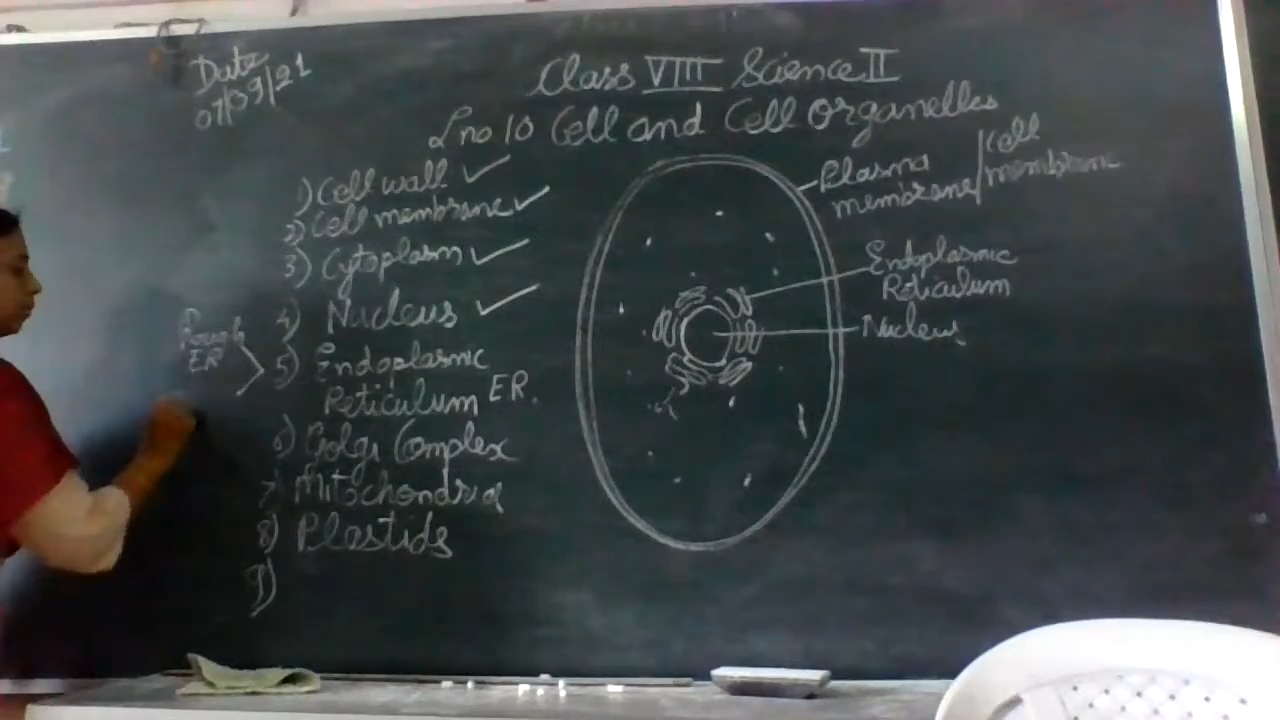 Date
07/09/21
Class VIII Science II
Lno 10 Cell and Cell Organelles
1) Cell wall ✓
2) Cell membrane ✓
3) Cytoplasm ✓
4) Nucleus ✓
5) Endoplasmic
Reticulum ER.
Rough
ER
6) Golgi Complex
7) Mitochondria
8) Plastids
9)
Plasma
membrane/cell
membrane
Endoplasmic
Reticulum
Nucleus